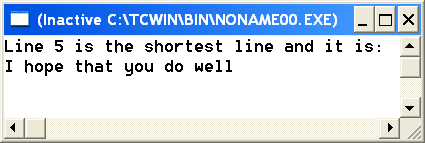 (Inactive C:\TCWIN\BIN\NONAME00.EXE)
Line 5 is the shortest line and it is:
I hope that you do well